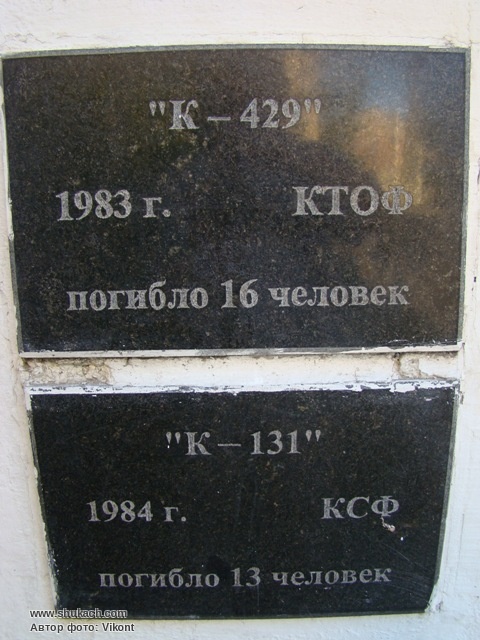 "К – 429"
1983 г. КТОФ
погибло 16 человек
"К – 131"
1984 г. КСФ
погибло 13 человек
www.shukach.com
Автор фото: Vikont